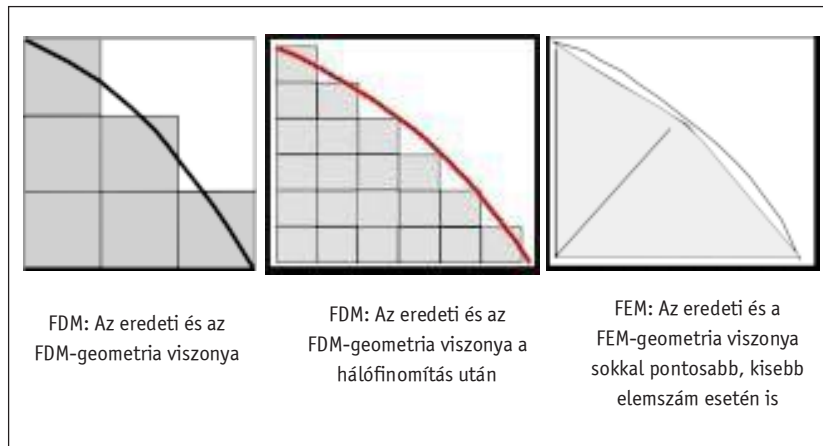 FDM: Az eredeti és az
FDM-geometria viszonya
FDM: Az eredeti és az
FDM-geometria viszonya a
hálófinomítás után
FEM: Az eredeti és a
FEM-geometria viszonya
sokkal pontosabb, kisebb
elemszám esetén is